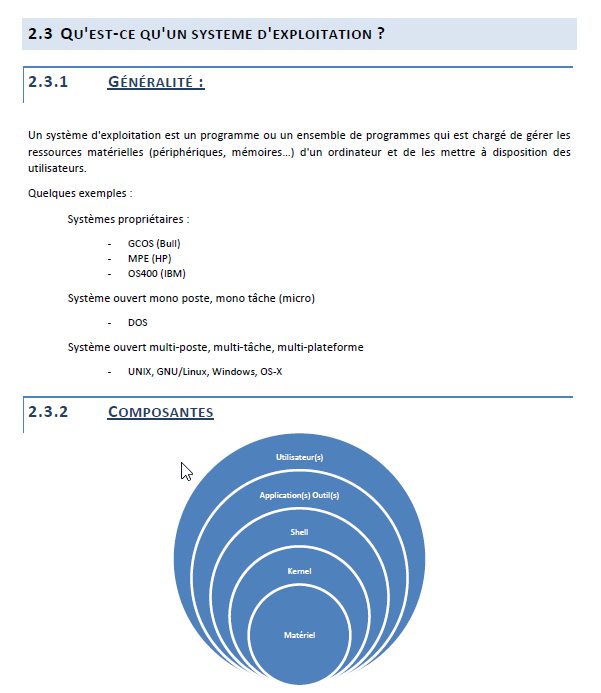 2.3 QU'EST-CE QU'UN SYSTEME D'EXPLOITATION ?
2.3.1 GÉNÉRALITÉ :
Un système d'exploitation est un programme ou un ensemble de programmes qui est chargé de gérer les
ressources matérielles (périphériques, mémoires…) d'un ordinateur et de les mettre à disposition des
utilisateurs.
Quelques exemples :
Systèmes propriétaires :
- GCOS (Bull)
- MPE (HP)
- OS400 (IBM)
Système ouvert mono poste, mono tâche (micro)
- DOS
Système ouvert multi-poste, multi-tâche, multi-plateforme
- UNIX, GNU/Linux, Windows, OS-X
2.3.2 COMPOSANTES
Utilisateur(s)
Application(s) Outil(s)
Shell
Kernel
Matériel